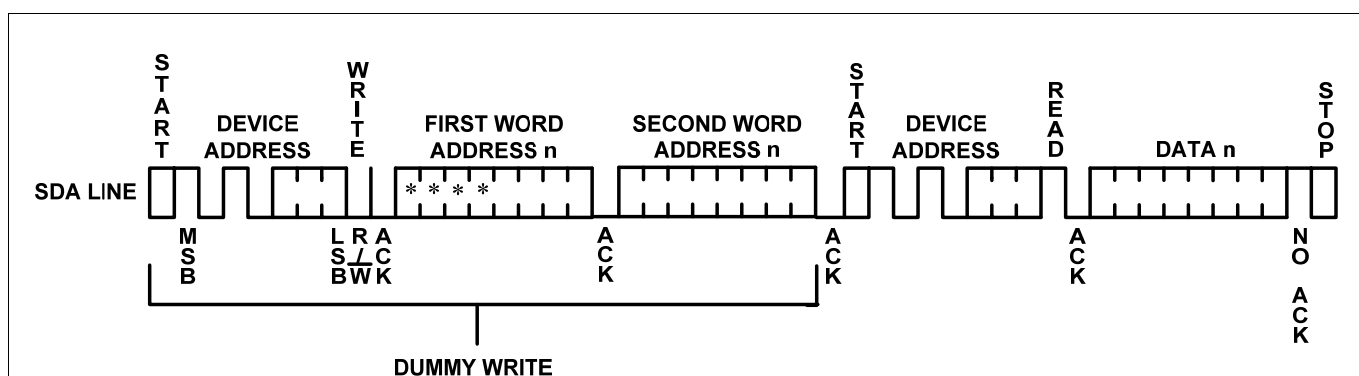 START
DEVICE ADDRESS
WRITE
FIRST WORD ADDRESS n
SECOND WORD ADDRESS n
START
DEVICE ADDRESS
READ
DATA n
STOP
SDA LINE
* * * *
MSB
LSB
R/W
ACK
ACK
ACK
ACK
NO ACK
DUMMY WRITE